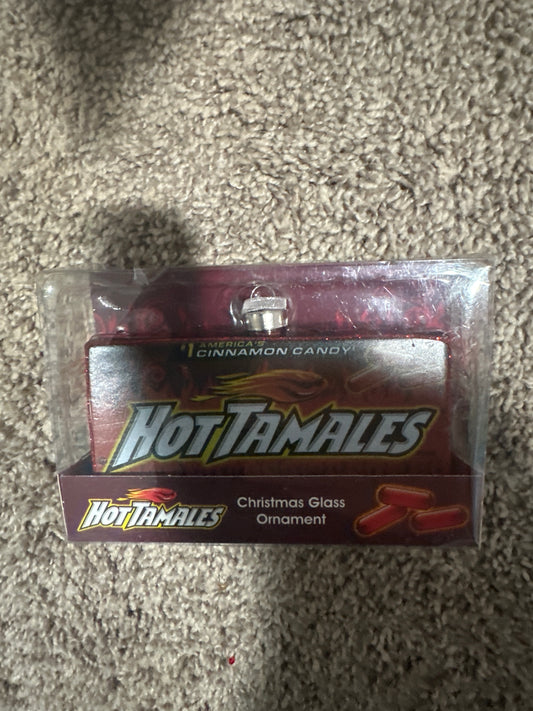 #1 AMERICA'S
CINNAMON CANDY
HOT TAMALES
HOT TAMALES
Christmas Glass
Ornament